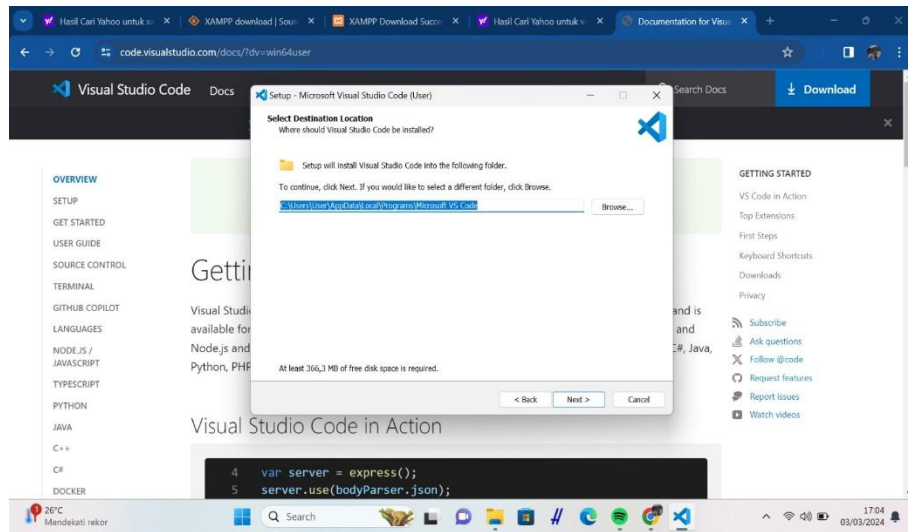 Hasil Cari Yahoo untuk
XAMPP download | Sour
XAMPP Download Succe
Hasil Cari Yahoo untuk
Documentation for Visua
code.visualstudio.com/docs/?dv=win64user
Visual Studio Code
Docs
Search Docs
Download
Setup - Microsoft Visual Studio Code (User)
Select Destination Location
Where should Visual Studio Code be installed?
Setup will install Visual Studio Code into the following folder.
To continue, click Next. If you would like to select a different folder, click Browse.
C:\Users\User\AppData\Local\Programs\Microsoft VS Code
Browse...
At least 366,3 MB of free disk space is required.
< Back
Next >
Cancel
OVERVIEW
SETUP
GET STARTED
USER GUIDE
SOURCE CONTROL
TERMINAL
GITHUB COPILOT
LANGUAGES
NODE.JS /
JAVASCRIPT
TYPESCRIPT
PYTHON
JAVA
C++
C#
DOCKER
Getti
Visual Studi and is
available for and
Node.js and C#, Java,
Python, PHP
Visual Studio Code in Action
4 var server = express();
5 server.use(bodyParser.json);
GETTING STARTED
VS Code in Action
Top Extensions
First Steps
Keyboard Shortcuts
Downloads
Privacy
Subscribe
Ask questions
Follow @code
Request features
Report issues
Watch videos
26°C
Mendekati rekor
Search
17:04
03/03/2024